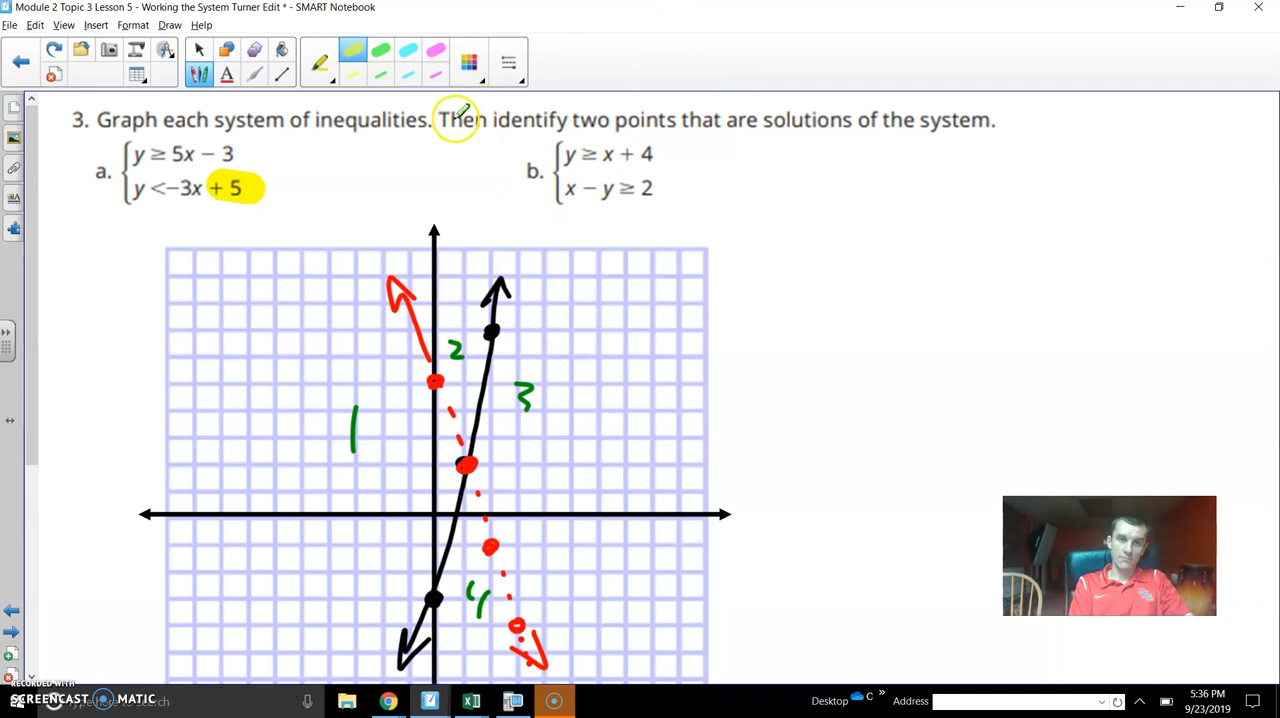 Module 2 Topic 3 Lesson 5 - Working the System Turner Edit * - SMART Notebook
File Edit View Insert Format Draw Help
3. Graph each system of inequalities. Then identify two points that are solutions of the system.
a. { y ≥ 5x − 3
y <−3x + 5
b. { y ≥ x + 4
x − y ≥ 2
2
3
1
4
RECORDED WITH
SCREENCAST MATIC
here to search
Desktop
C
»
Address
5:36 PM
9/23/2019